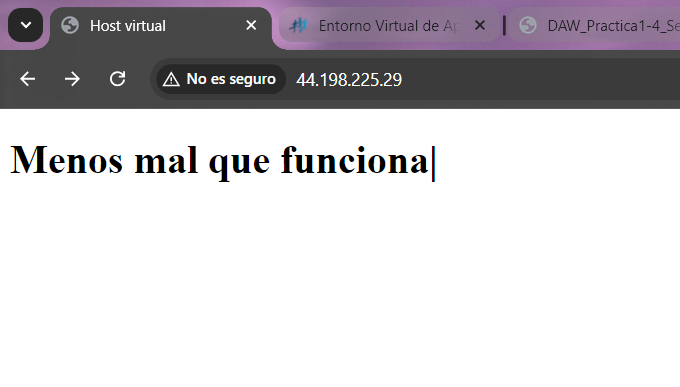 Host virtual
Entorno Virtual de Ap
DAW_Practica1-4_Se
No es seguro
44.198.225.29
Menos mal que funciona|